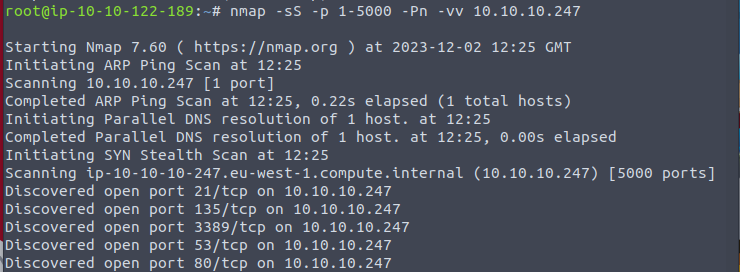 root@ip-10-10-122-189:~# nmap -sS -p 1-5000 -Pn -vv 10.10.10.247
Starting Nmap 7.60 ( https://nmap.org ) at 2023-12-02 12:25 GMT
Initiating ARP Ping Scan at 12:25
Scanning 10.10.10.247 [1 port]
Completed ARP Ping Scan at 12:25, 0.22s elapsed (1 total hosts)
Initiating Parallel DNS resolution of 1 host. at 12:25
Completed Parallel DNS resolution of 1 host. at 12:25, 0.00s elapsed
Initiating SYN Stealth Scan at 12:25
Scanning ip-10-10-10-247.eu-west-1.compute.internal (10.10.10.247) [5000 ports]
Discovered open port 21/tcp on 10.10.10.247
Discovered open port 135/tcp on 10.10.10.247
Discovered open port 3389/tcp on 10.10.10.247
Discovered open port 53/tcp on 10.10.10.247
Discovered open port 80/tcp on 10.10.10.247